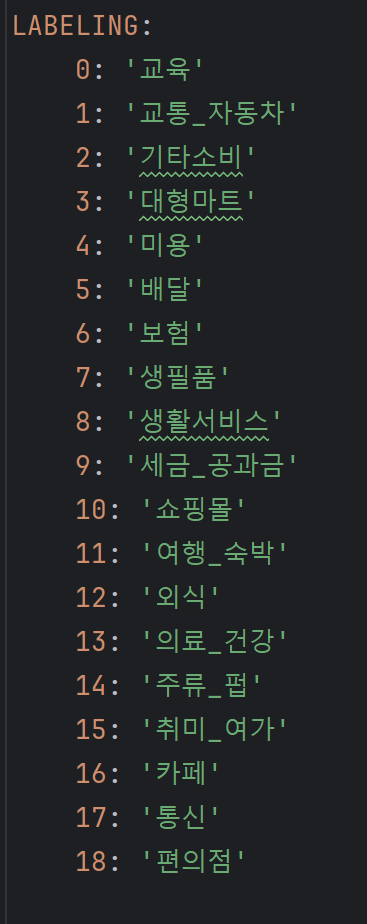 LABELING:
0: '교육'
1: '교통_자동차'
2: '기타소비'
3: '대형마트'
4: '미용'
5: '배달'
6: '보험'
7: '생필품'
8: '생활서비스'
9: '세금_공과금'
10: '쇼핑몰'
11: '여행_숙박'
12: '외식'
13: '의료_건강'
14: '주류_펍'
15: '취미_여가'
16: '카페'
17: '통신'
18: '편의점'